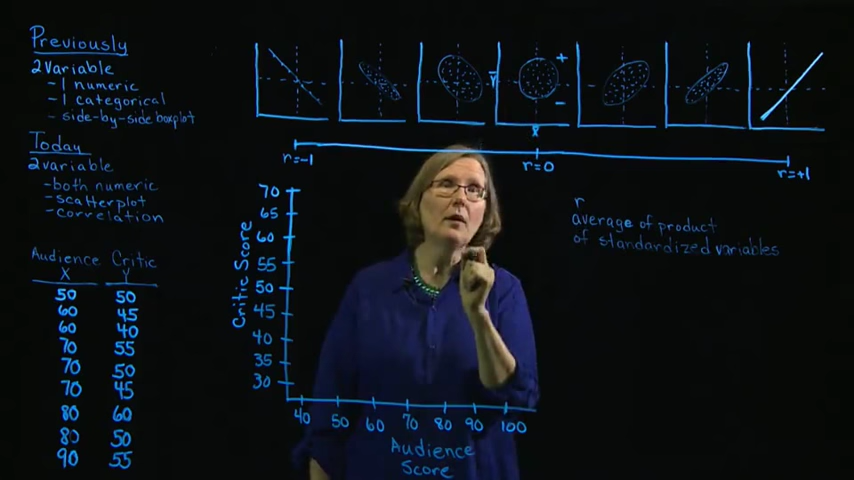 Previously
2 Variable
- 1 numeric
- 1 categorical
- side-by-side boxplot
Today
2 variable
- both numeric
- scatterplot
- correlation
Audience Critic
X Y
50 50
60 45
60 40
70 55
70 50
70 45
80 60
80 50
90 55
+
ȳ
−
x̄
r=-1
r=0
r=+1
r
average of product
of standardized variables
Critic Score
70
65
60
55
50
45
40
35
30
40 50 60 70 80 90 100
Audience
Score